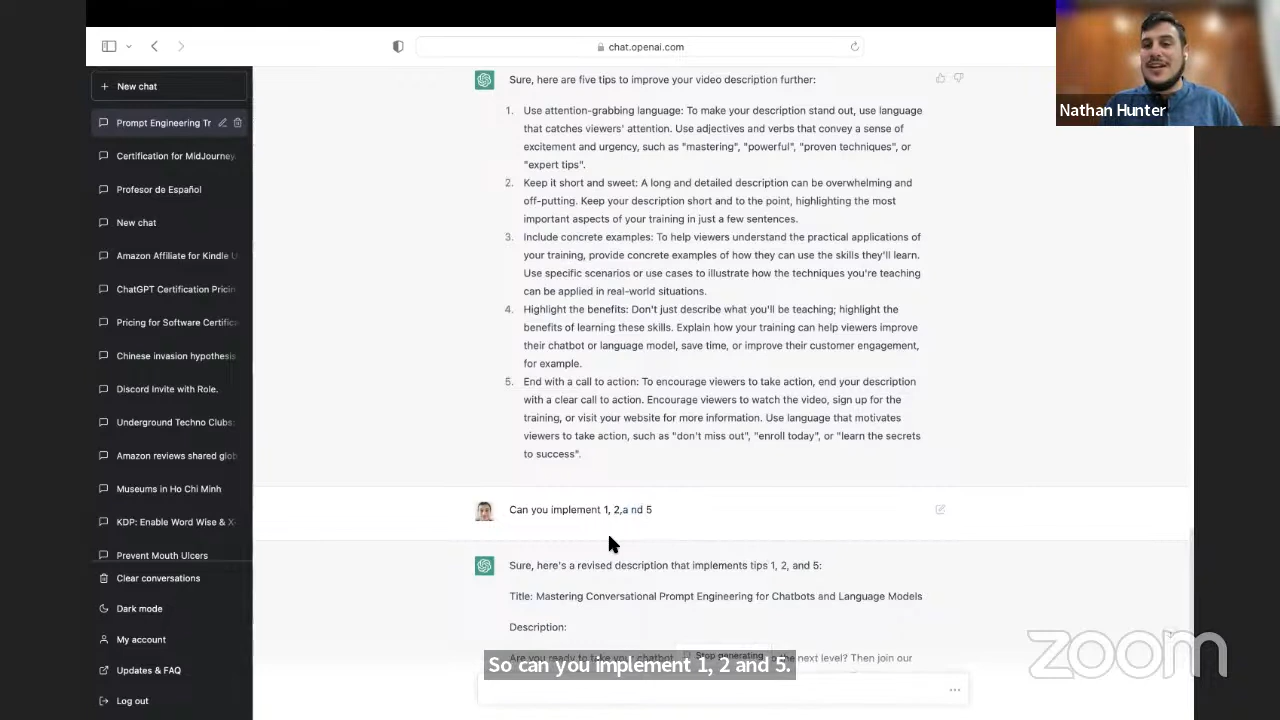 chat.openai.com
Nathan Hunter
New chat
Prompt Engineering Tr
Certification for MidJourney
Profesor de Español
New chat
Amazon Affiliate for Kindle U
ChatGPT Certification Pricin
Pricing for Software Certifica
Chinese invasion hypothesis
Discord Invite with Role.
Underground Techno Clubs:
Amazon reviews shared glob
Museums in Ho Chi Minh
KDP: Enable Word Wise & X
Prevent Mouth Ulcers
Clear conversations
Dark mode
My account
Updates & FAQ
Log out
Sure, here are five tips to improve your video description further:
1. Use attention-grabbing language: To make your description stand out, use language
that catches viewers' attention. Use adjectives and verbs that convey a sense of
excitement and urgency, such as "mastering", "powerful", "proven techniques", or
"expert tips".
2. Keep it short and sweet: A long and detailed description can be overwhelming and
off-putting. Keep your description short and to the point, highlighting the most
important aspects of your training in just a few sentences.
3. Include concrete examples: To help viewers understand the practical applications of
your training, provide concrete examples of how they can use the skills they'll learn.
Use specific scenarios or use cases to illustrate how the techniques you're teaching
can be applied in real-world situations.
4. Highlight the benefits: Don't just describe what you'll be teaching; highlight the
benefits of learning these skills. Explain how your training can help viewers improve
their chatbot or language model, save time, or improve their customer engagement,
for example.
5. End with a call to action: To encourage viewers to take action, end your description
with a clear call to action. Encourage viewers to watch the video, sign up for the
training, or visit your website for more information. Use language that motivates
viewers to take action, such as "don't miss out", "enroll today", or "learn the secrets
to success".
Can you implement 1, 2,a nd 5
Sure, here's a revised description that implements tips 1, 2, and 5:
Title: Mastering Conversational Prompt Engineering for Chatbots and Language Models
Description:
Are you ready to take your chatbot the next level? Then join our
Stop generating
So can you implement 1, 2 and 5.
zoom